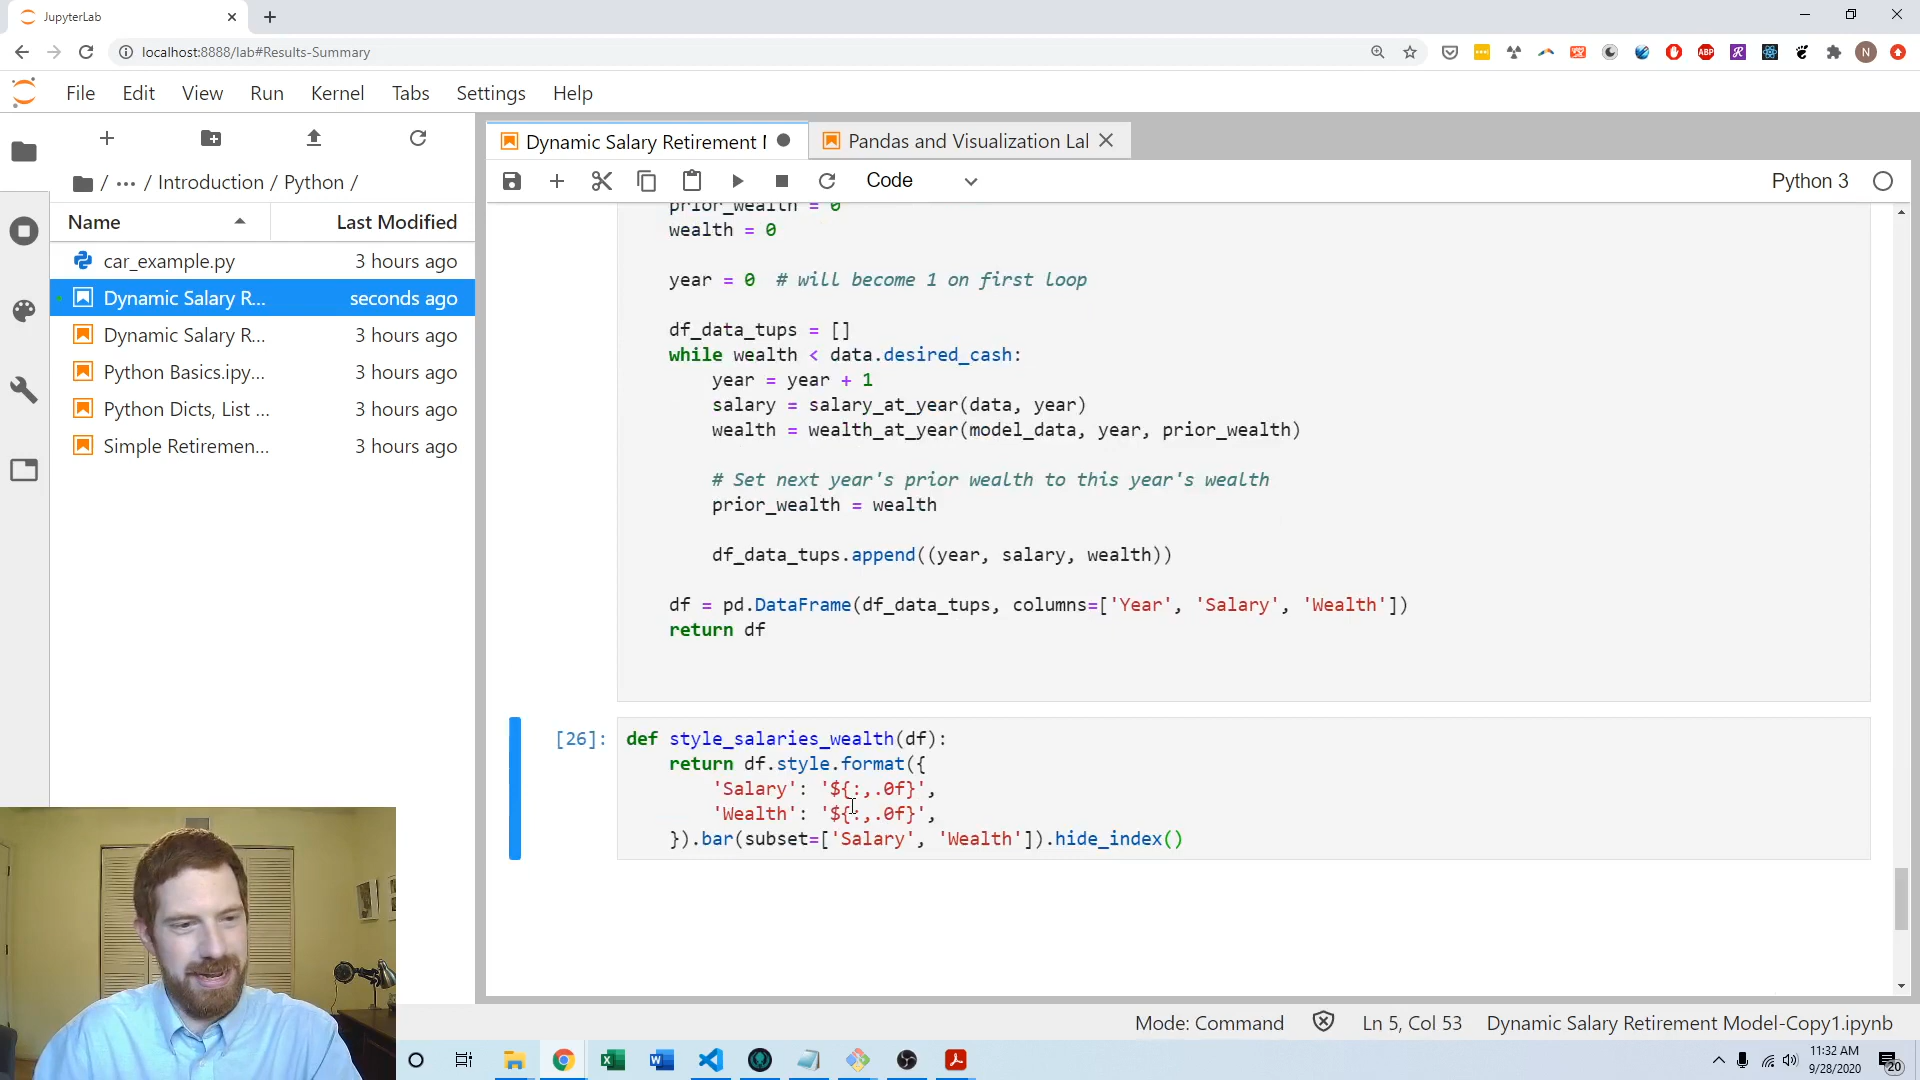 JupyterLab
localhost:8888/lab#Results-Summary
File Edit View Run Kernel Tabs Settings Help
Dynamic Salary Retirement
Pandas and Visualization Lal
/ ... / Introduction / Python /
Code
Python 3
Name Last Modified
car_example.py 3 hours ago
Dynamic Salary R... seconds ago
Dynamic Salary R... 3 hours ago
Python Basics.ipy... 3 hours ago
Python Dicts, List ... 3 hours ago
Simple Retiremen... 3 hours ago
prior_wealth = 0
wealth = 0
year = 0 # will become 1 on first loop
df_data_tups = []
while wealth < data.desired_cash:
year = year + 1
salary = salary_at_year(data, year)
wealth = wealth_at_year(model_data, year, prior_wealth)
# Set next year's prior wealth to this year's wealth
prior_wealth = wealth
df_data_tups.append((year, salary, wealth))
df = pd.DataFrame(df_data_tups, columns=['Year', 'Salary', 'Wealth'])
return df
[26]: def style_salaries_wealth(df):
return df.style.format({
'Salary': '${:,.0f}',
'Wealth': '${:,.0f}',
}).bar(subset=['Salary', 'Wealth']).hide_index()
Mode: Command Ln 5, Col 53 Dynamic Salary Retirement Model-Copy1.ipynb
11:32 AM
9/28/2020
20
ABP
N